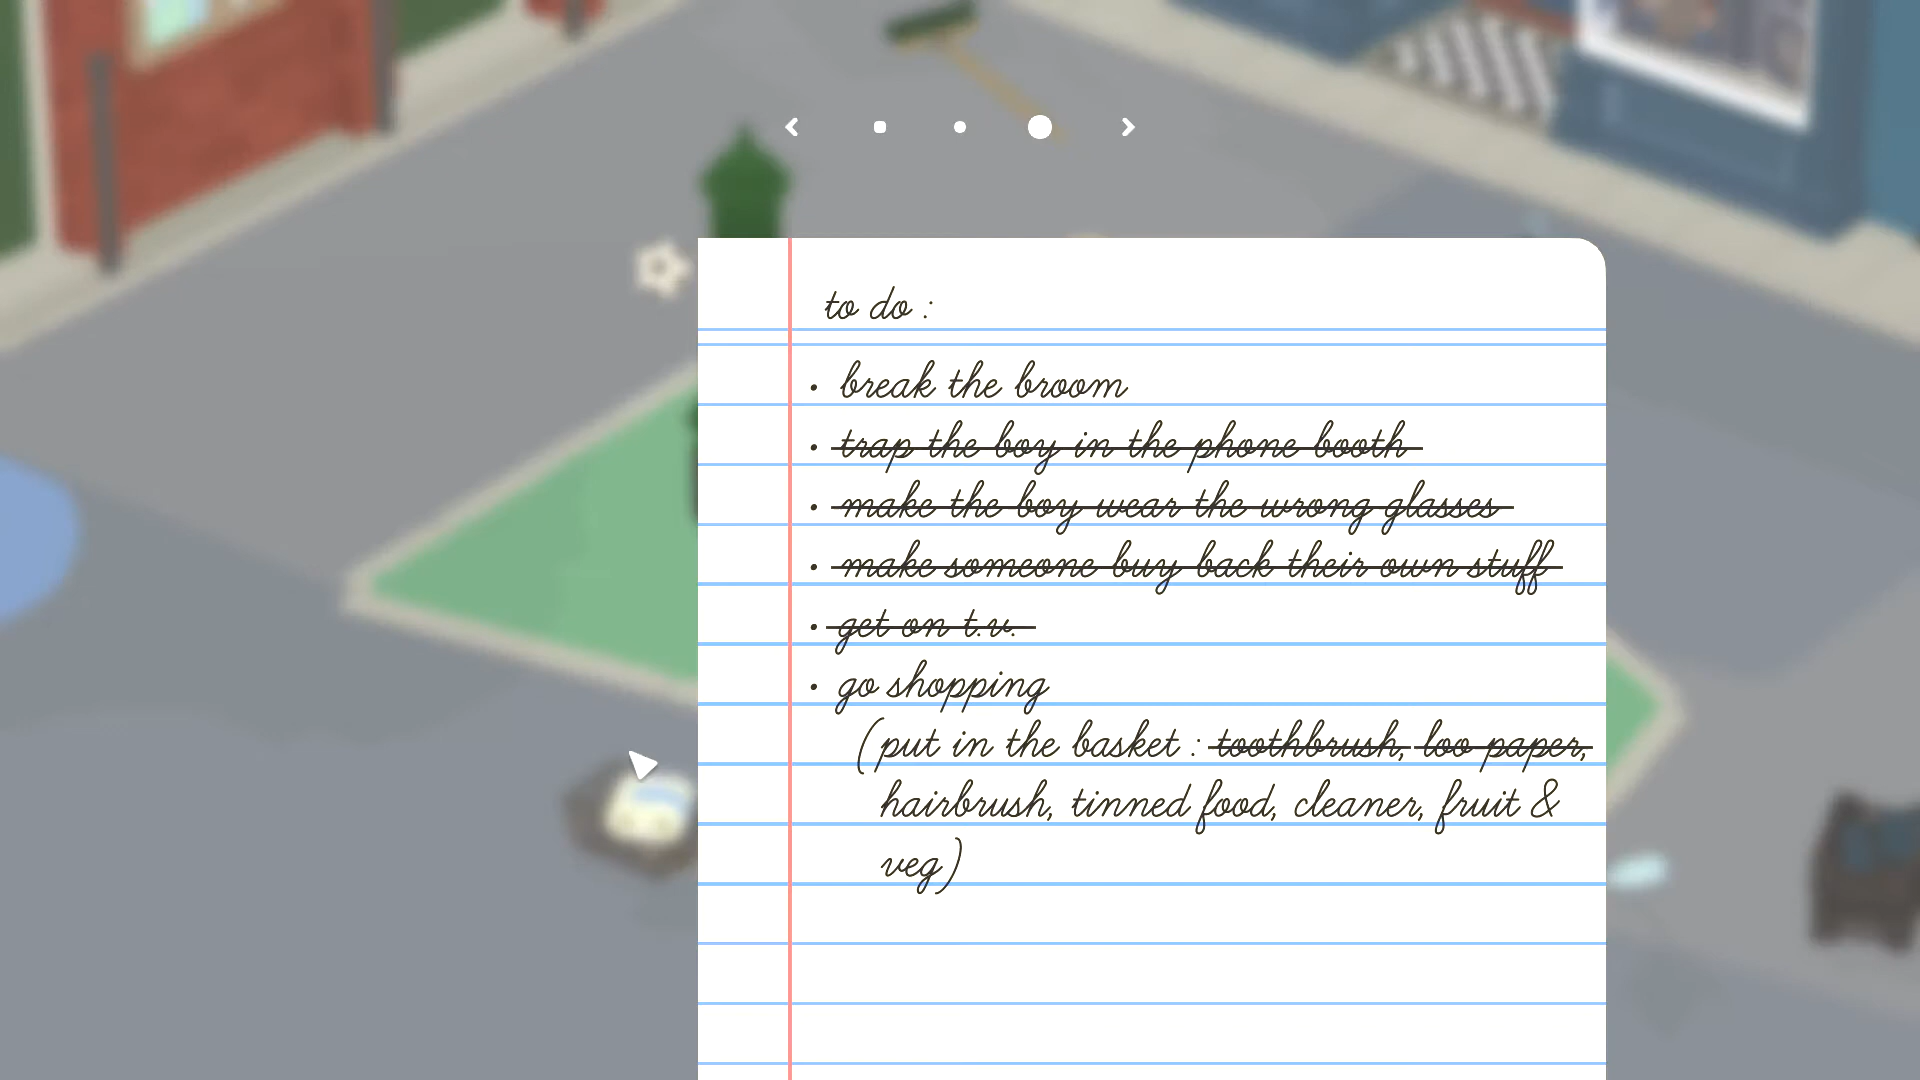 to do :
• break the broom
• trap the boy in the phone booth
• make the boy wear the wrong glasses
• make someone buy back their own stuff
• get on t.v.
• go shopping
(put in the basket : toothbrush, loo paper,
hairbrush, tinned food, cleaner, fruit &
veg)